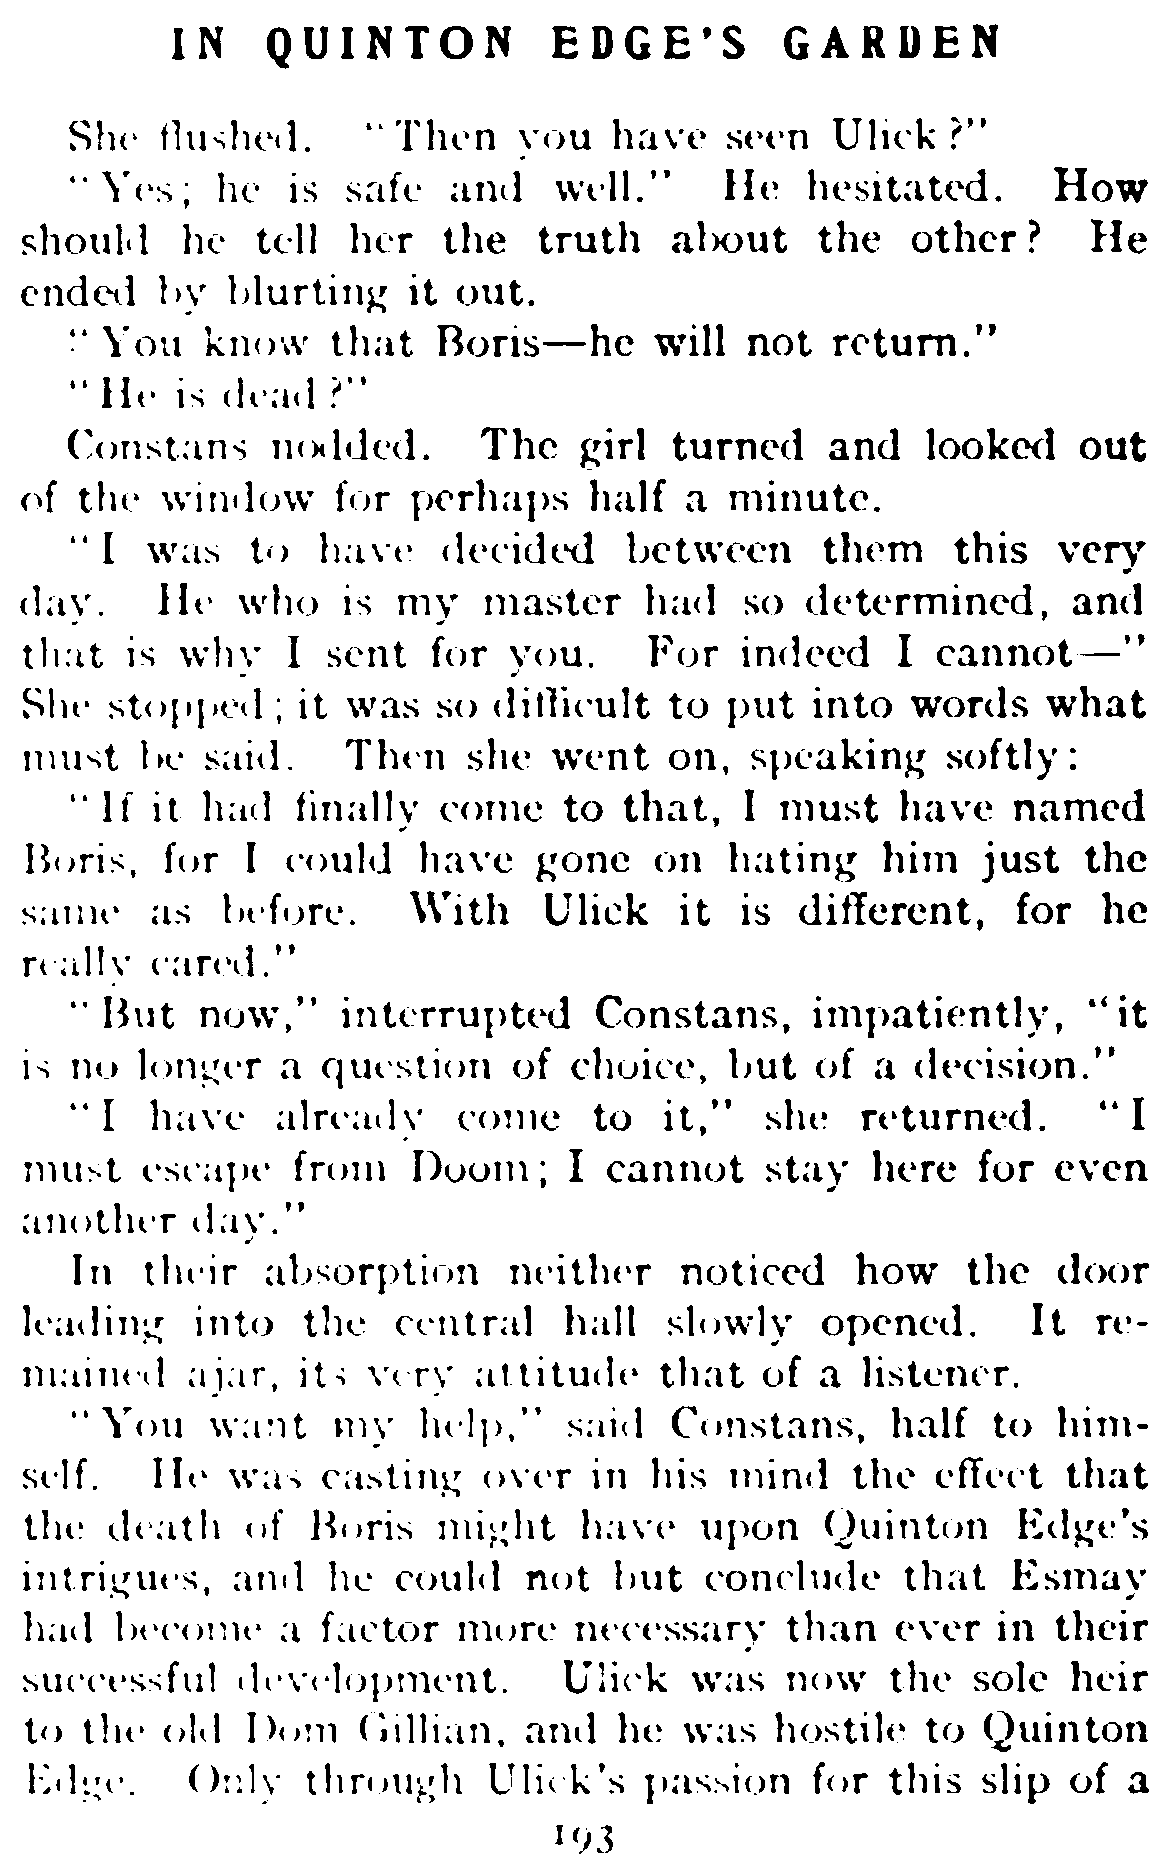 IN QUINTON EDGE'S GARDEN
She flushed. "Then you have seen Ulick?"
"Yes; he is safe and well." He hesitated. How
should he tell her the truth about the other? He
ended by blurting it out.
"You know that Boris—he will not return."
"He is dead?"
Constans nodded. The girl turned and looked out
of the window for perhaps half a minute.
"I was to have decided between them this very
day. He who is my master had so determined, and
that is why I sent for you. For indeed I cannot—"
She stopped; it was so difficult to put into words what
must be said. Then she went on, speaking softly:
"If it had finally come to that, I must have named
Boris, for I could have gone on hating him just the
same as before. With Ulick it is different, for he
really cared."
"But now," interrupted Constans, impatiently, "it
is no longer a question of choice, but of a decision."
"I have already come to it," she returned. "I
must escape from Doom; I cannot stay here for even
another day."
In their absorption neither noticed how the door
leading into the central hall slowly opened. It re-
mained ajar, its very attitude that of a listener.
"You want my help," said Constans, half to him-
self. He was casting over in his mind the effect that
the death of Boris might have upon Quinton Edge's
intrigues, and he could not but conclude that Esmay
had become a factor more necessary than ever in their
successful development. Ulick was now the sole heir
to the old Dom Gillian, and he was hostile to Quinton
Edge. Only through Ulick's passion for this slip of a
193